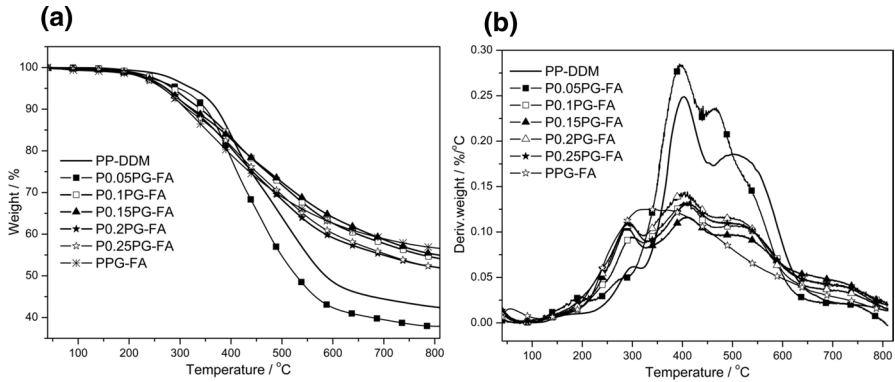 (a)
100
90
80
70
60
50
40
Weight / %
PP-DDM
P0.05PG-FA
P0.1PG-FA
P0.15PG-FA
P0.2PG-FA
P0.25PG-FA
PPG-FA
100 200 300 400 500 600 700 800
Temperature / °C
(b)
0.30
0.25
0.20
0.15
0.10
0.05
0.00
Deriv.weight / %/°C
PP-DDM
P0.05PG-FA
P0.1PG-FA
P0.15PG-FA
P0.2PG-FA
P0.25PG-FA
PPG-FA
100 200 300 400 500 600 700 800
Temperature / °C